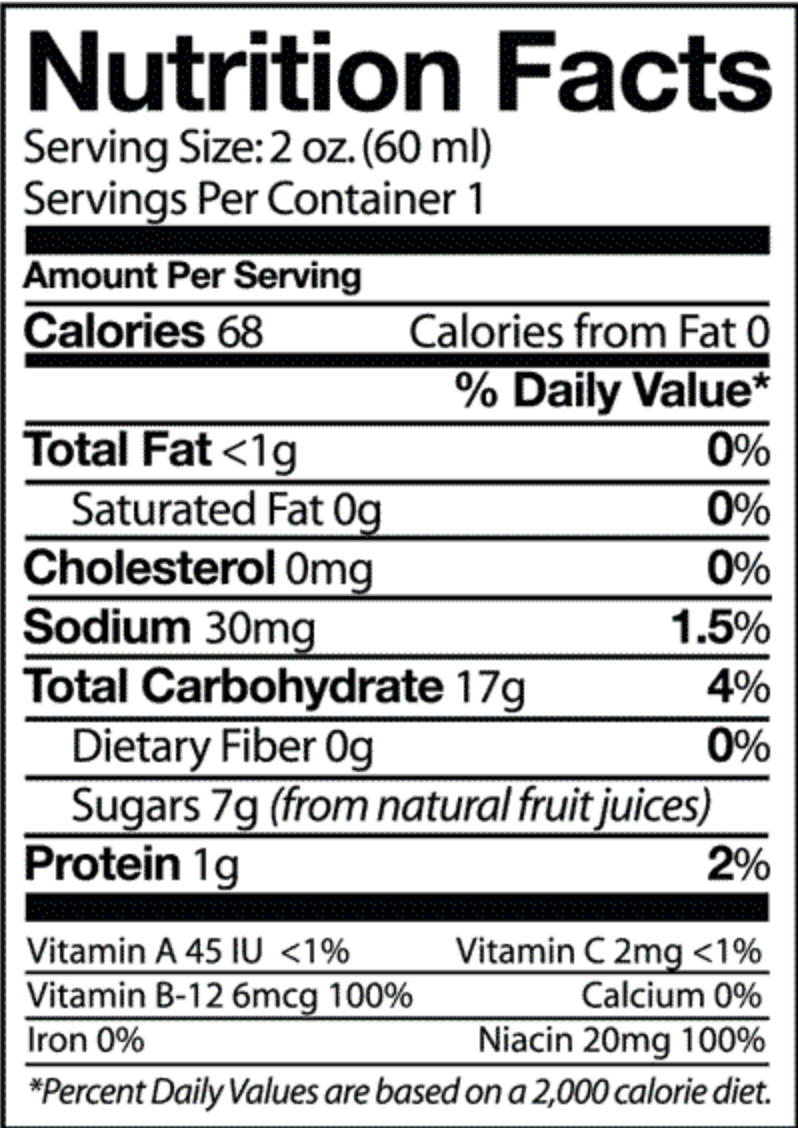 Nutrition Facts
Serving Size: 2 oz. (60 ml)
Servings Per Container 1
Amount Per Serving
Calories 68 Calories from Fat 0
% Daily Value*
Total Fat <1g 0%
Saturated Fat 0g 0%
Cholesterol 0mg 0%
Sodium 30mg 1.5%
Total Carbohydrate 17g 4%
Dietary Fiber 0g 0%
Sugars 7g (from natural fruit juices)
Protein 1g 2%
Vitamin A 45 IU <1% Vitamin C 2mg <1%
Vitamin B-12 6mcg 100% Calcium 0%
Iron 0% Niacin 20mg 100%
*Percent Daily Values are based on a 2,000 calorie diet.